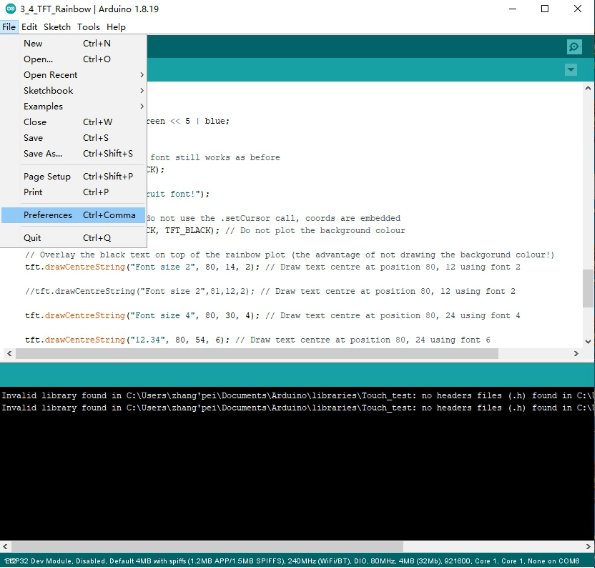 3_4_TFT_Rainbow | Arduino 1.8.19
File Edit Sketch Tools Help
New Ctrl+N
Open... Ctrl+O
Open Recent
Sketchbook
Examples
Close Ctrl+W
Save Ctrl+S
Save As... Ctrl+Shift+S
Page Setup Ctrl+Shift+P
Print Ctrl+P
Preferences Ctrl+Comma
Quit Ctrl+Q
reen << 5 | blue;
font still works as before
CK);
ruit font!");
do not use the .setCursor call, coords are embedded
CK, TFT_BLACK); // Do not plot the background colour
// Overlay the black text on top of the rainbow plot (the advantage of not drawing the backgorund colour!)
tft.drawCentreString("Font size 2", 80, 14, 2); // Draw text centre at position 80, 12 using font 2
//tft.drawCentreString("Font size 2",81,12,2); // Draw text centre at position 80, 12 using font 2
tft.drawCentreString("Font size 4", 80, 30, 4); // Draw text centre at position 80, 24 using font 4
tft.drawCentreString("12.34", 80, 54, 6); // Draw text centre at position 80, 24 using font 6
Invalid library found in C:\Users\zhang'pei\Documents\Arduino\libraries\Touch_test: no headers files (.h) found in C:\
Invalid library found in C:\Users\zhang'pei\Documents\Arduino\libraries\Touch_test: no headers files (.h) found in C:\
ESP32 Dev Module, Disabled, Default 4MB with spiffs (1.2MB APP/1.5MB SPIFFS), 240MHz (WiFi/BT), DIO, 80MHz, 4MB (32Mb), 921600, Core 1, Core 1, None on COM6